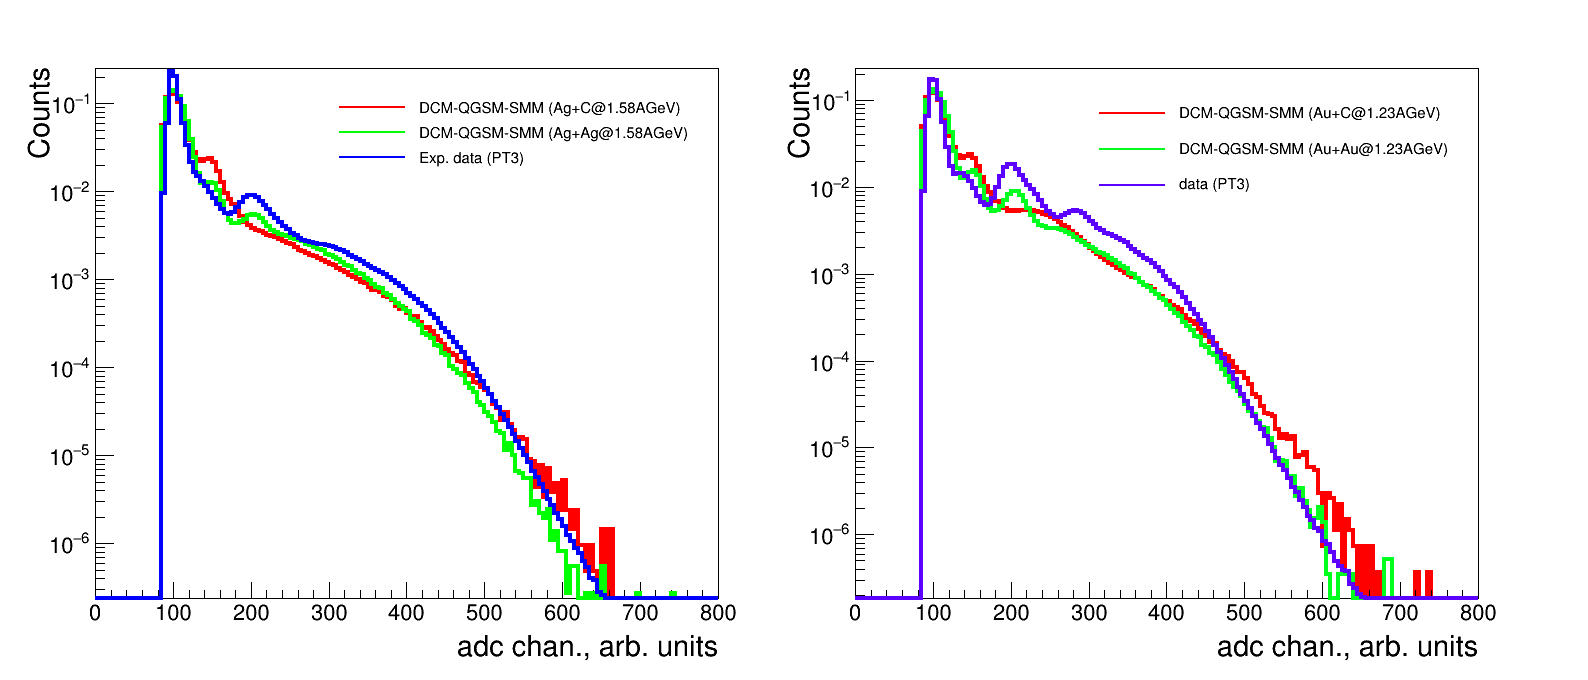 Counts
10⁻¹
10⁻²
10⁻³
10⁻⁴
10⁻⁵
10⁻⁶
DCM-QGSM-SMM (Ag+C@1.58AGeV)
DCM-QGSM-SMM (Ag+Ag@1.58AGeV)
Exp. data (PT3)
0 100 200 300 400 500 600 700 800
adc chan., arb. units
Counts
10⁻¹
10⁻²
10⁻³
10⁻⁴
10⁻⁵
10⁻⁶
DCM-QGSM-SMM (Au+C@1.23AGeV)
DCM-QGSM-SMM (Au+Au@1.23AGeV)
data (PT3)
0 100 200 300 400 500 600 700 800
adc chan., arb. units